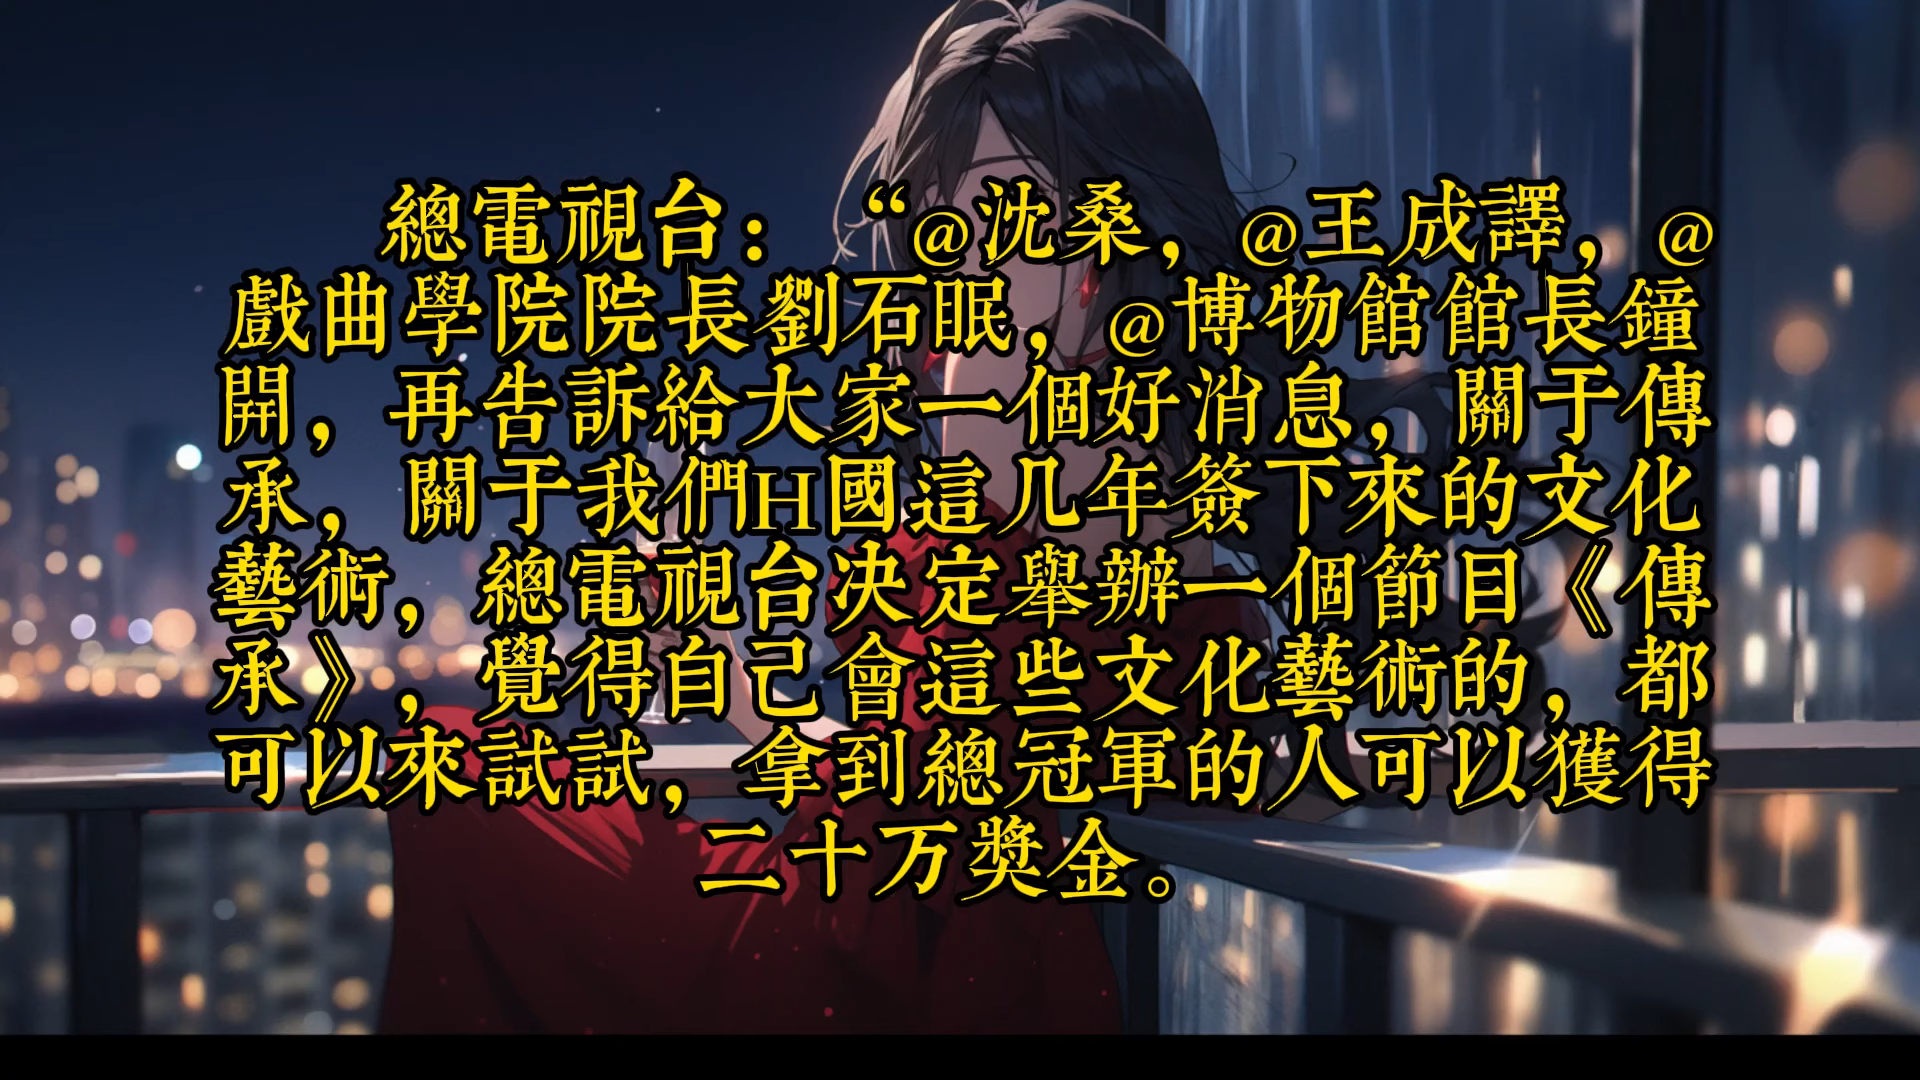 總電視台：“@沈桑，@王成譯，@
戲曲學院院長劉石眠，@博物館館長鐘
開，再告訴給大家一個好消息，關于傳
承，關于我們H國這几年簽下來的文化
藝術，總電視台决定舉辦一個節目《傳
承》，覺得自己會這些文化藝術的，都
可以來試試，拿到總冠軍的人可以獲得
二十万獎金。